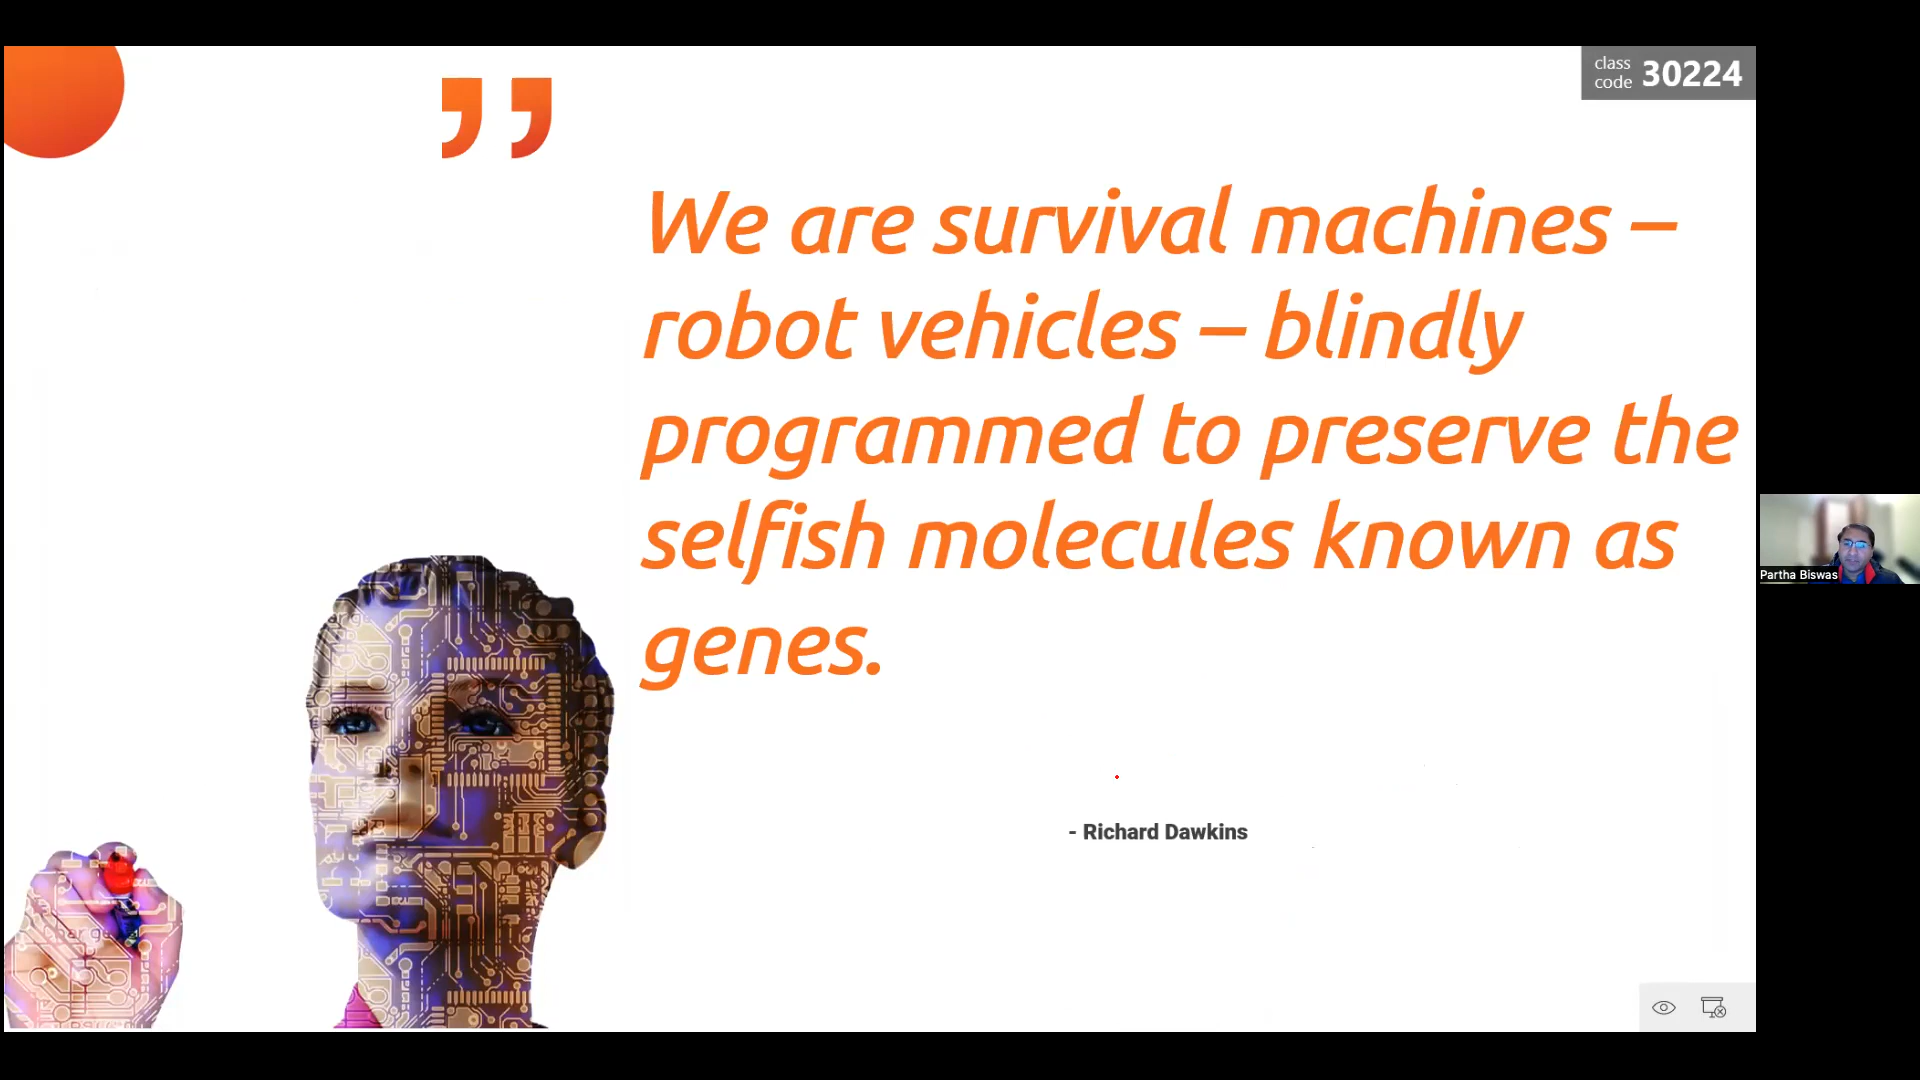 class
code 30224
”
We are survival machines –
robot vehicles – blindly
programmed to preserve the
selfish molecules known as
genes.
- Richard Dawkins
Partha Biswas